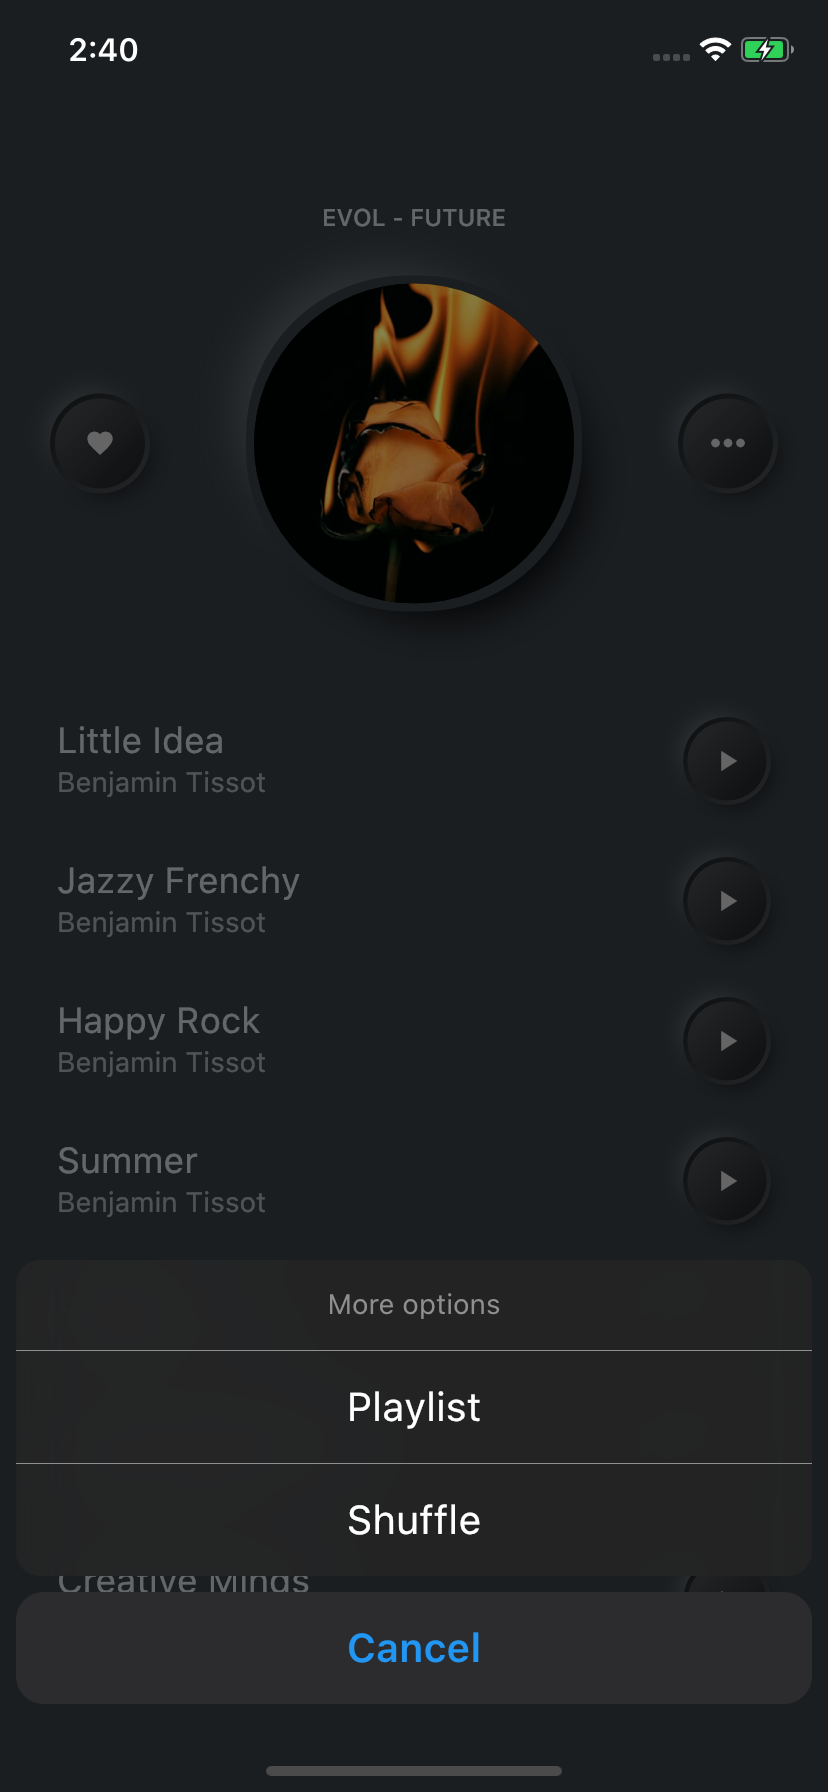 2:40
EVOL - FUTURE
Little Idea
Benjamin Tissot
Jazzy Frenchy
Benjamin Tissot
Happy Rock
Benjamin Tissot
Summer
Benjamin Tissot
More options
Playlist
Shuffle
Creative Minds
Cancel